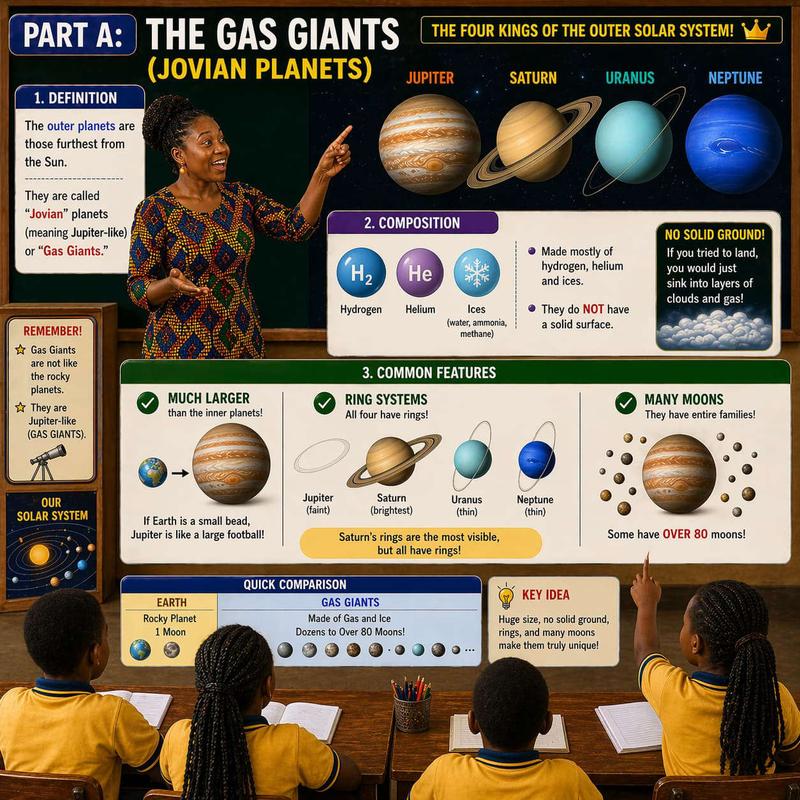 PART A:
THE GAS GIANTS
(JOVIAN PLANETS)
THE FOUR KINGS OF THE OUTER SOLAR SYSTEM!
JUPITER
SATURN
URANUS
NEPTUNE
1. DEFINITION
The outer planets are
those furthest from
the Sun.
They are called
"Jovian" planets
(meaning Jupiter-like)
or "Gas Giants."
2. COMPOSITION
H2
Hydrogen
He
Helium
Ices
(water, ammonia,
methane)
Made mostly of
hydrogen, helium
and ices.
They do NOT have
a solid surface.
NO SOLID GROUND!
If you tried to land,
you would just
sink into layers of
clouds and gas!
REMEMBER!
Gas Giants
are not like
the rocky
planets.
They are
Jupiter-like
(GAS GIANTS).
OUR
SOLAR SYSTEM
3. COMMON FEATURES
MUCH LARGER
than the inner planets!
If Earth is a small bead,
Jupiter is like a large football!
RING SYSTEMS
All four have rings!
Jupiter
(faint)
Saturn
(brightest)
Uranus
(thin)
Neptune
(thin)
Saturn's rings are the most visible,
but all have rings!
MANY MOONS
They have entire families!
Some have OVER 80 moons!
QUICK COMPARISON
EARTH
Rocky Planet
1 Moon
GAS GIANTS
Made of Gas and Ice
Dozens to Over 80 Moons!
KEY IDEA
Huge size, no solid ground,
rings, and many moons
make them truly unique!